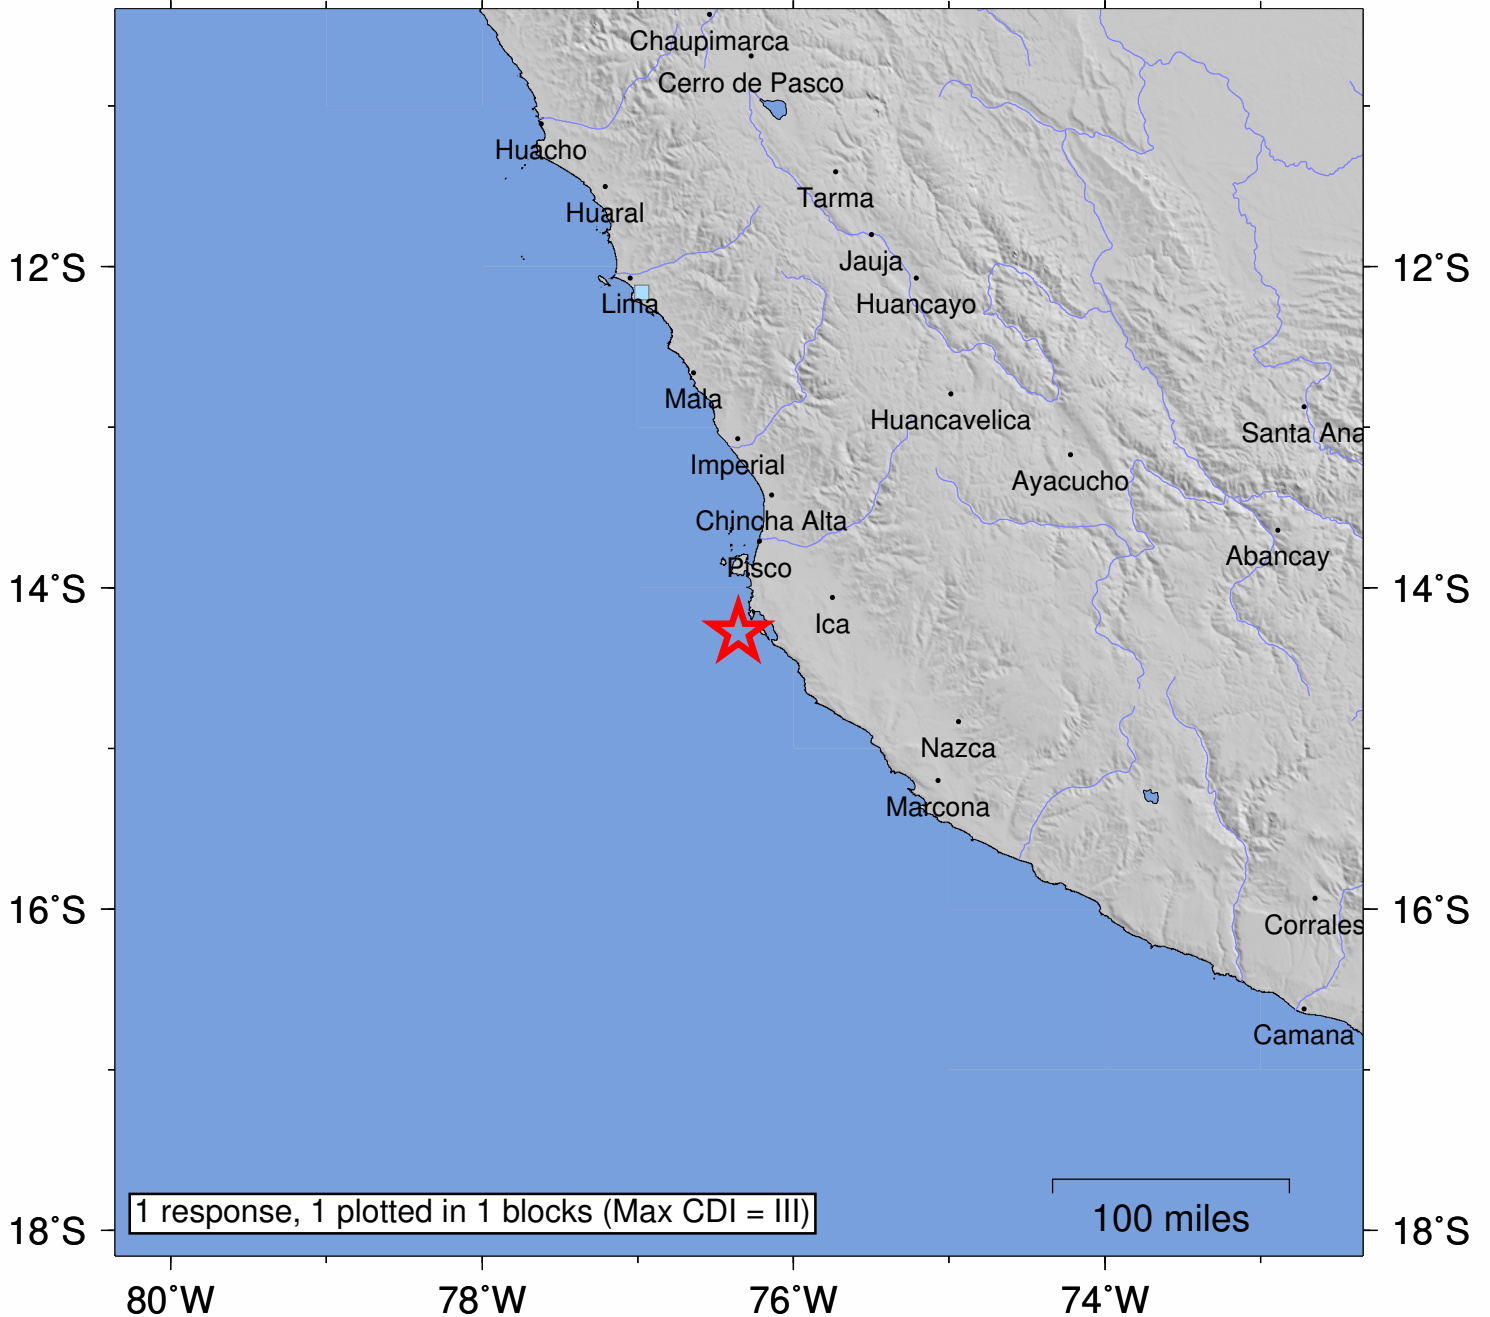 Chaupimarca
Cerro de Pasco
Huacho
Tarma
Huaral
Jauja
12°S
12°S
Lima
Huancayo
Mala
Huancavelica
Santa Ana
Imperial
Ayacucho
Chincha Alta
Abancay
Pisco
14°S
14°S
Ica
Nazca
Marcona
16°S
16°S
Corrales
Camana
1 response, 1 plotted in 1 blocks (Max CDI = III)
100 miles
18°S
18°S
80°W
78°W
76°W
74°W